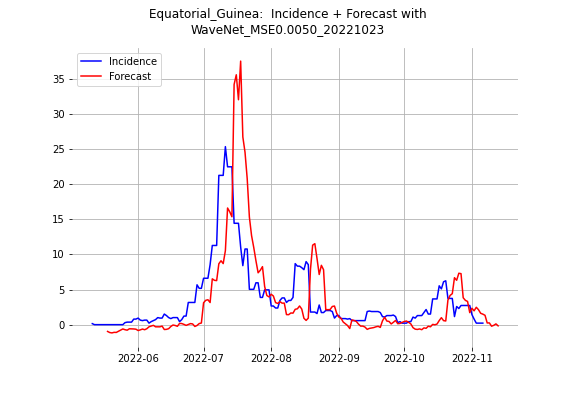 Equatorial_Guinea:  Incidence + Forecast with
WaveNet_MSE0.0050_20221023
Incidence
Forecast
35
30
25
20
15
10
5
0
2022-06 2022-07 2022-08 2022-09 2022-10 2022-11